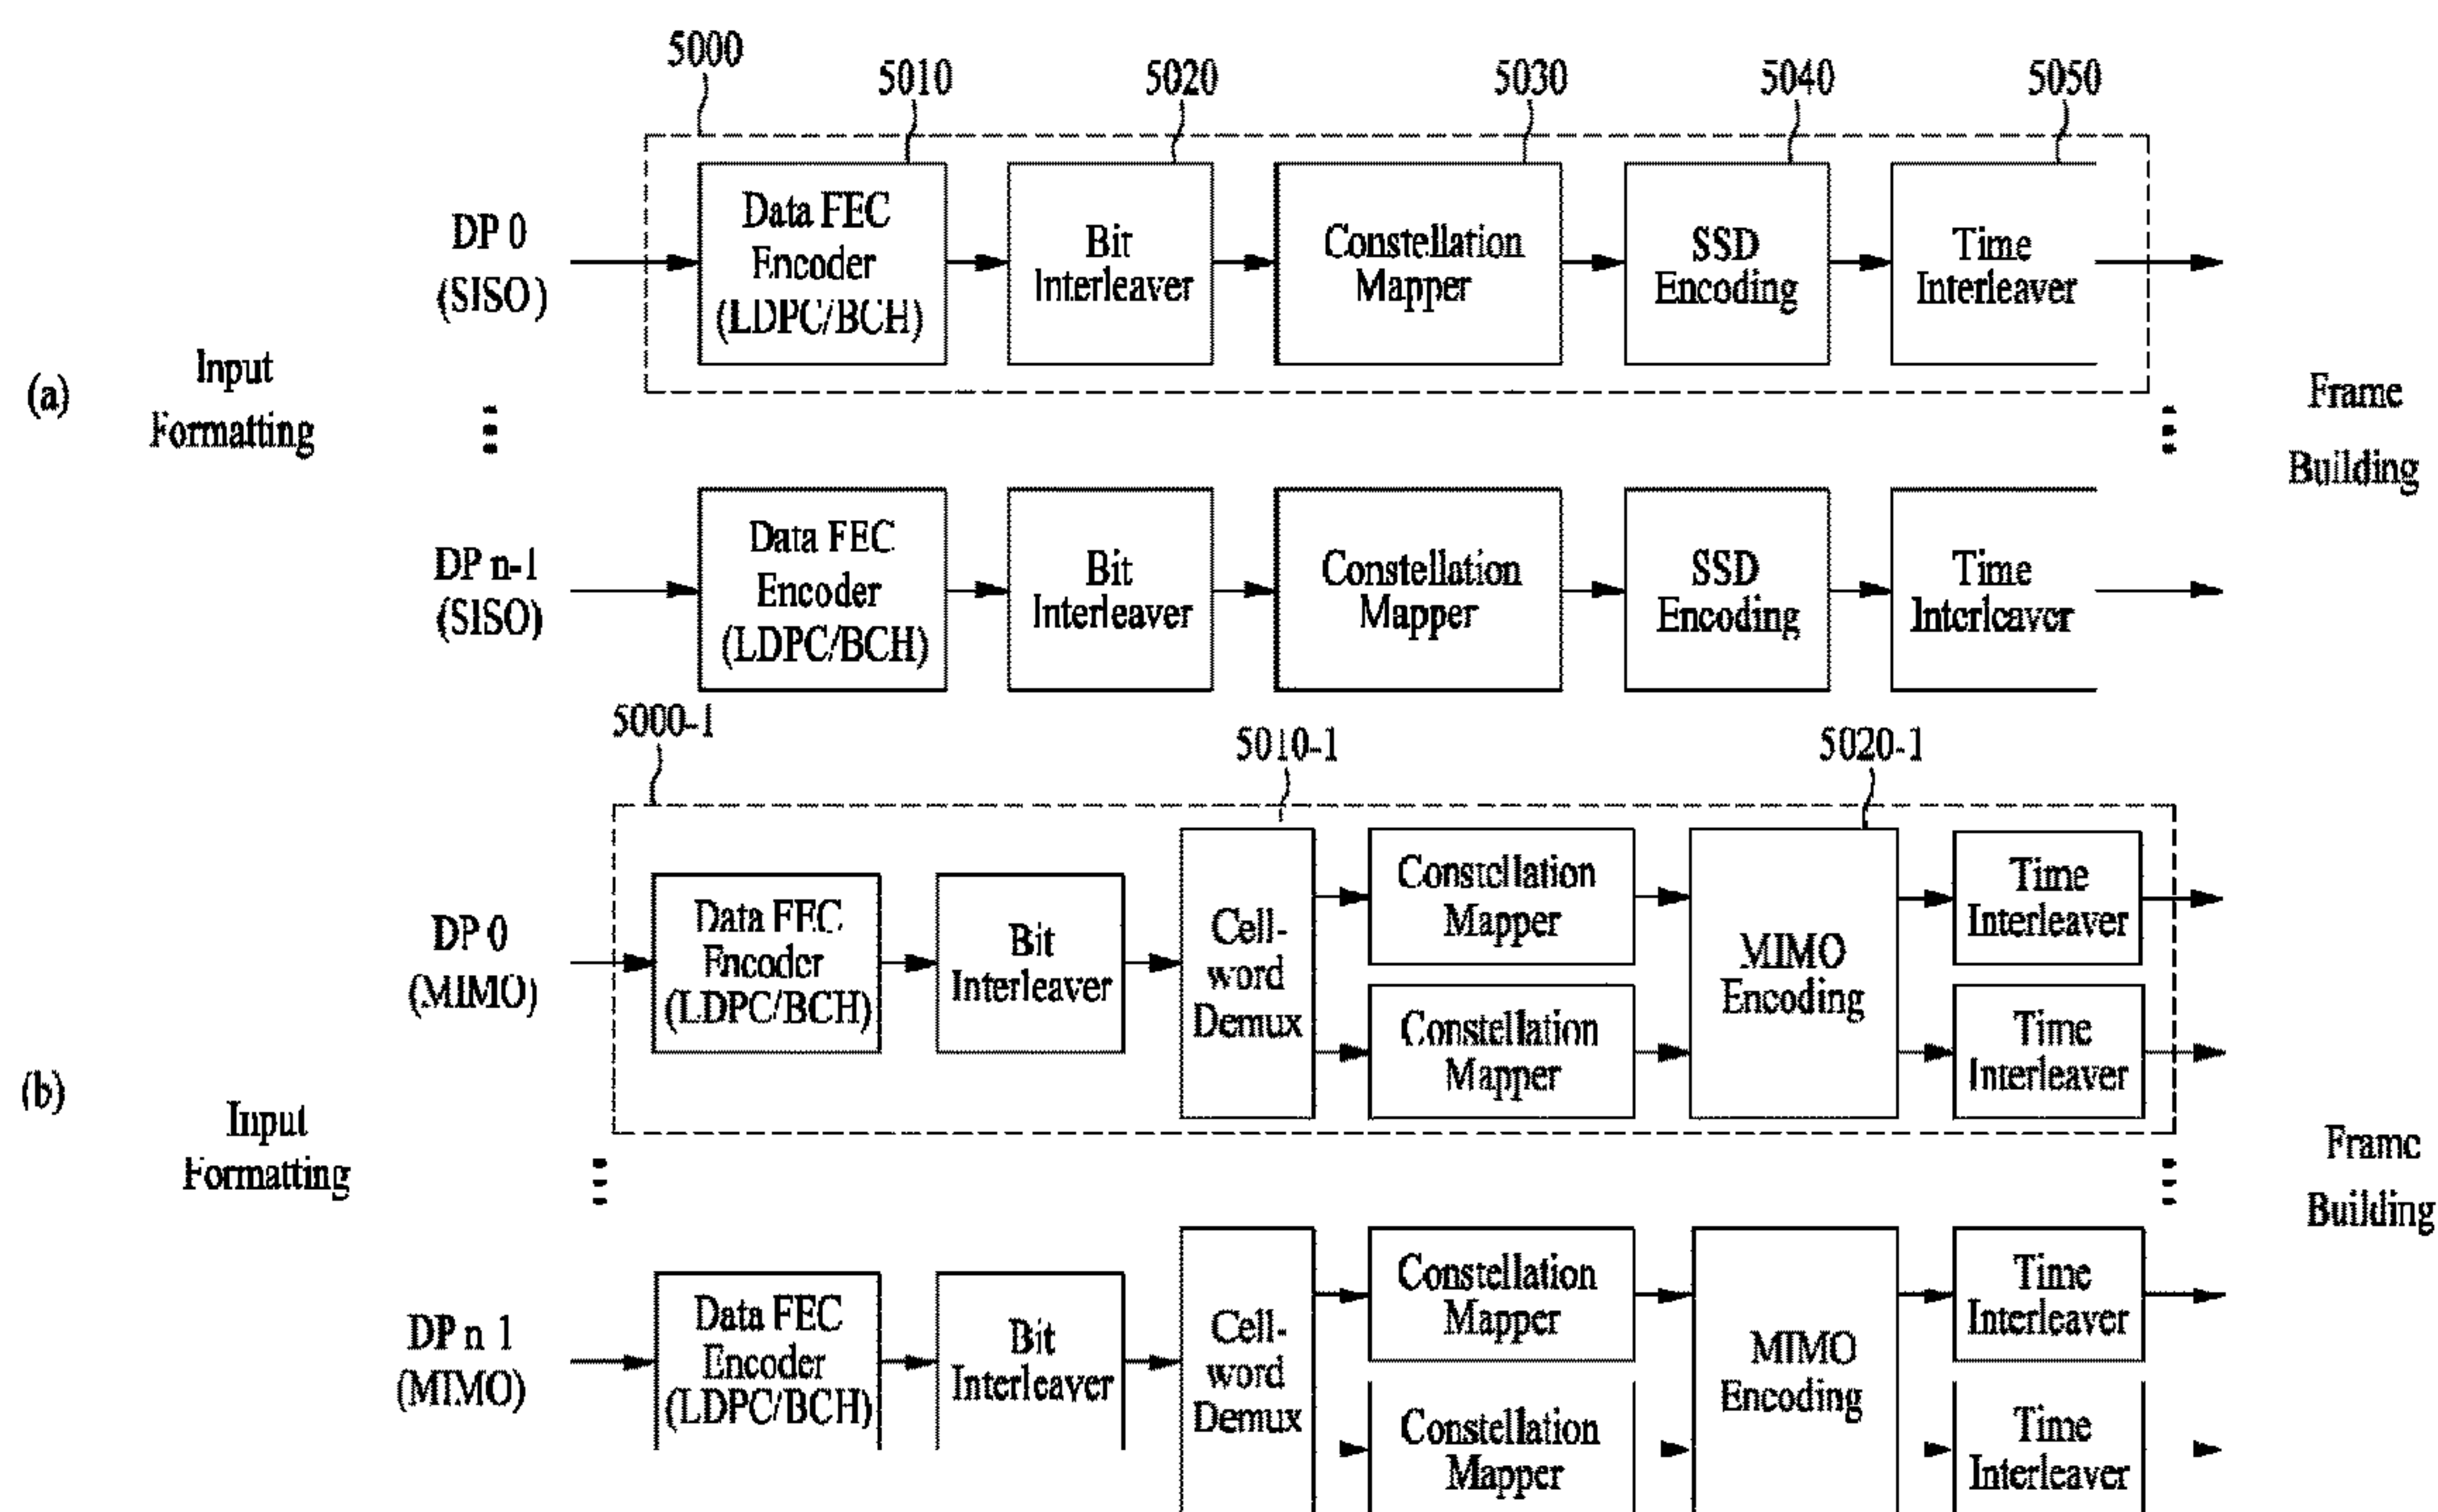 5000
5010
5020
5030
5040
5050
DP 0
(SISO)
Data FEC
Encoder
(LDPC/BCH)
Bit
Interleaver
Constellation
Mapper
SSD
Encoding
Time
Interleaver
(a)
Input
Formatting
Frame
Building
DP n-1
(SISO)
Data FEC
Encoder
(LDPC/BCH)
Bit
Interleaver
Constellation
Mapper
SSD
Encoding
Time
Interleaver
5000-1
5010-1
5020-1
DP 0
(MIMO)
Data FEC
Encoder
(LDPC/BCH)
Bit
Interleaver
Cell-
word
Demux
Constellation
Mapper
Constellation
Mapper
MIMO
Encoding
Time
Interleaver
Time
Interleaver
(b)
Input
Formatting
Frame
Building
DP n 1
(MIMO)
Data FEC
Encoder
(LDPC/BCH)
Bit
Interleaver
Cell-
word
Demux
Constellation
Mapper
Constellation
Mapper
MIMO
Encoding
Time
Interleaver
Time
Interleaver